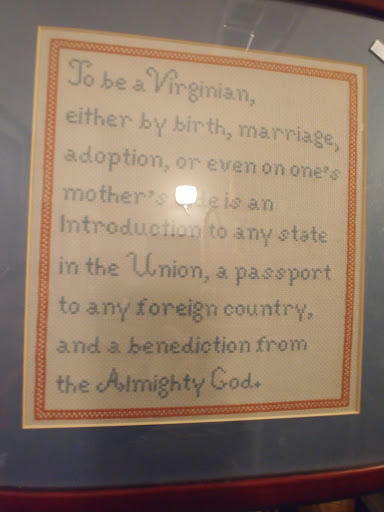 To be a Virginian,
either by birth, marriage,
adoption, or even on one's
mother's is an
Introduction to any state
in the Union, a passport
to any foreign country,
and a benediction from
the Almighty God.